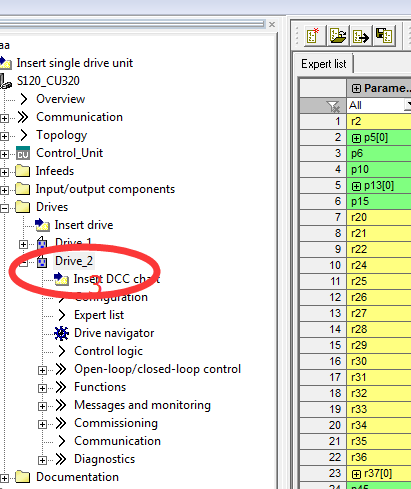 aa
Insert single drive unit
S120_CU320
Overview
Communication
Topology
Control_Unit
Infeeds
Input/output components
Drives
Insert drive
Drive_1
Drive_2
Insert DCC chart
3
Configuration
Expert list
Drive navigator
Control logic
Open-loop/closed-loop control
Functions
Messages and monitoring
Commissioning
Communication
Diagnostics
Documentation
Expert list
Parame...
All
1 r2
2 p5[0]
3 p6
4 p10
5 p13[0]
6 p15
7 r20
8 r21
9 r22
10 r24
11 r25
12 r26
13 r27
14 r28
15 r29
16 r30
17 r31
18 r32
19 r33
20 r34
21 r35
22 r36
23 r37[0]
24 p45